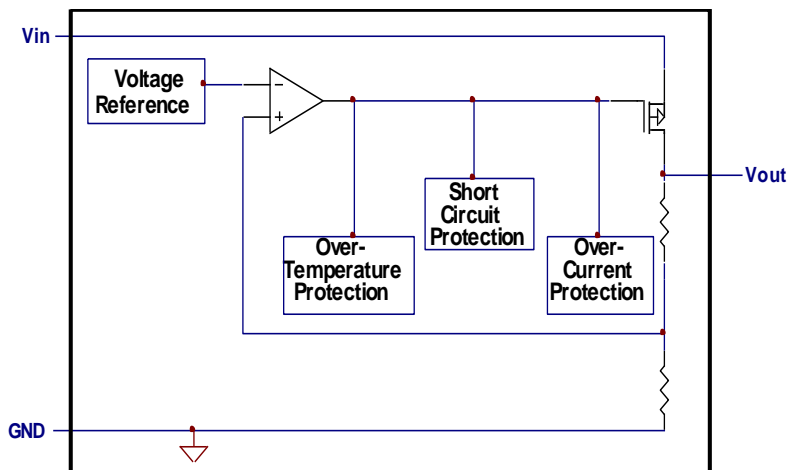 Vin
Voltage
Reference
−
+
Vout
Short
Circuit
Protection
Over-
Temperature
Protection
Over-
Current
Protection
GND